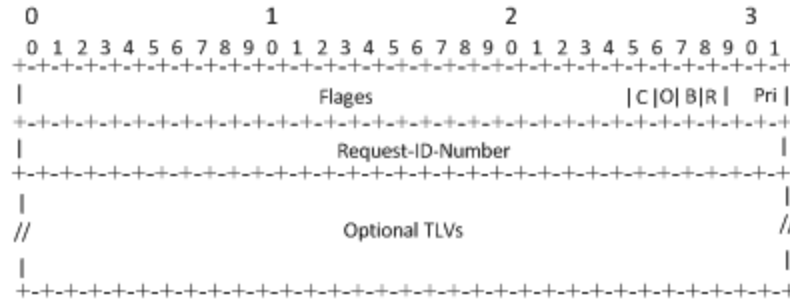 0 1 2 3
0 1 2 3 4 5 6 7 8 9 0 1 2 3 4 5 6 7 8 9 0 1 2 3 4 5 6 7 8 9 0 1
+-+-+-+-+-+-+-+-+-+-+-+-+-+-+-+-+-+-+-+-+-+-+-+-+-+-+-+-+-+-+-+-+
| Flages |C|O|B|R| Pri |
+-+-+-+-+-+-+-+-+-+-+-+-+-+-+-+-+-+-+-+-+-+-+-+-+-+-+-+-+-+-+-+-+
| Request-ID-Number |
+-+-+-+-+-+-+-+-+-+-+-+-+-+-+-+-+-+-+-+-+-+-+-+-+-+-+-+-+-+-+-+-+
| |
// Optional TLVs //
| |
+-+-+-+-+-+-+-+-+-+-+-+-+-+-+-+-+-+-+-+-+-+-+-+-+-+-+-+-+-+-+-+-+